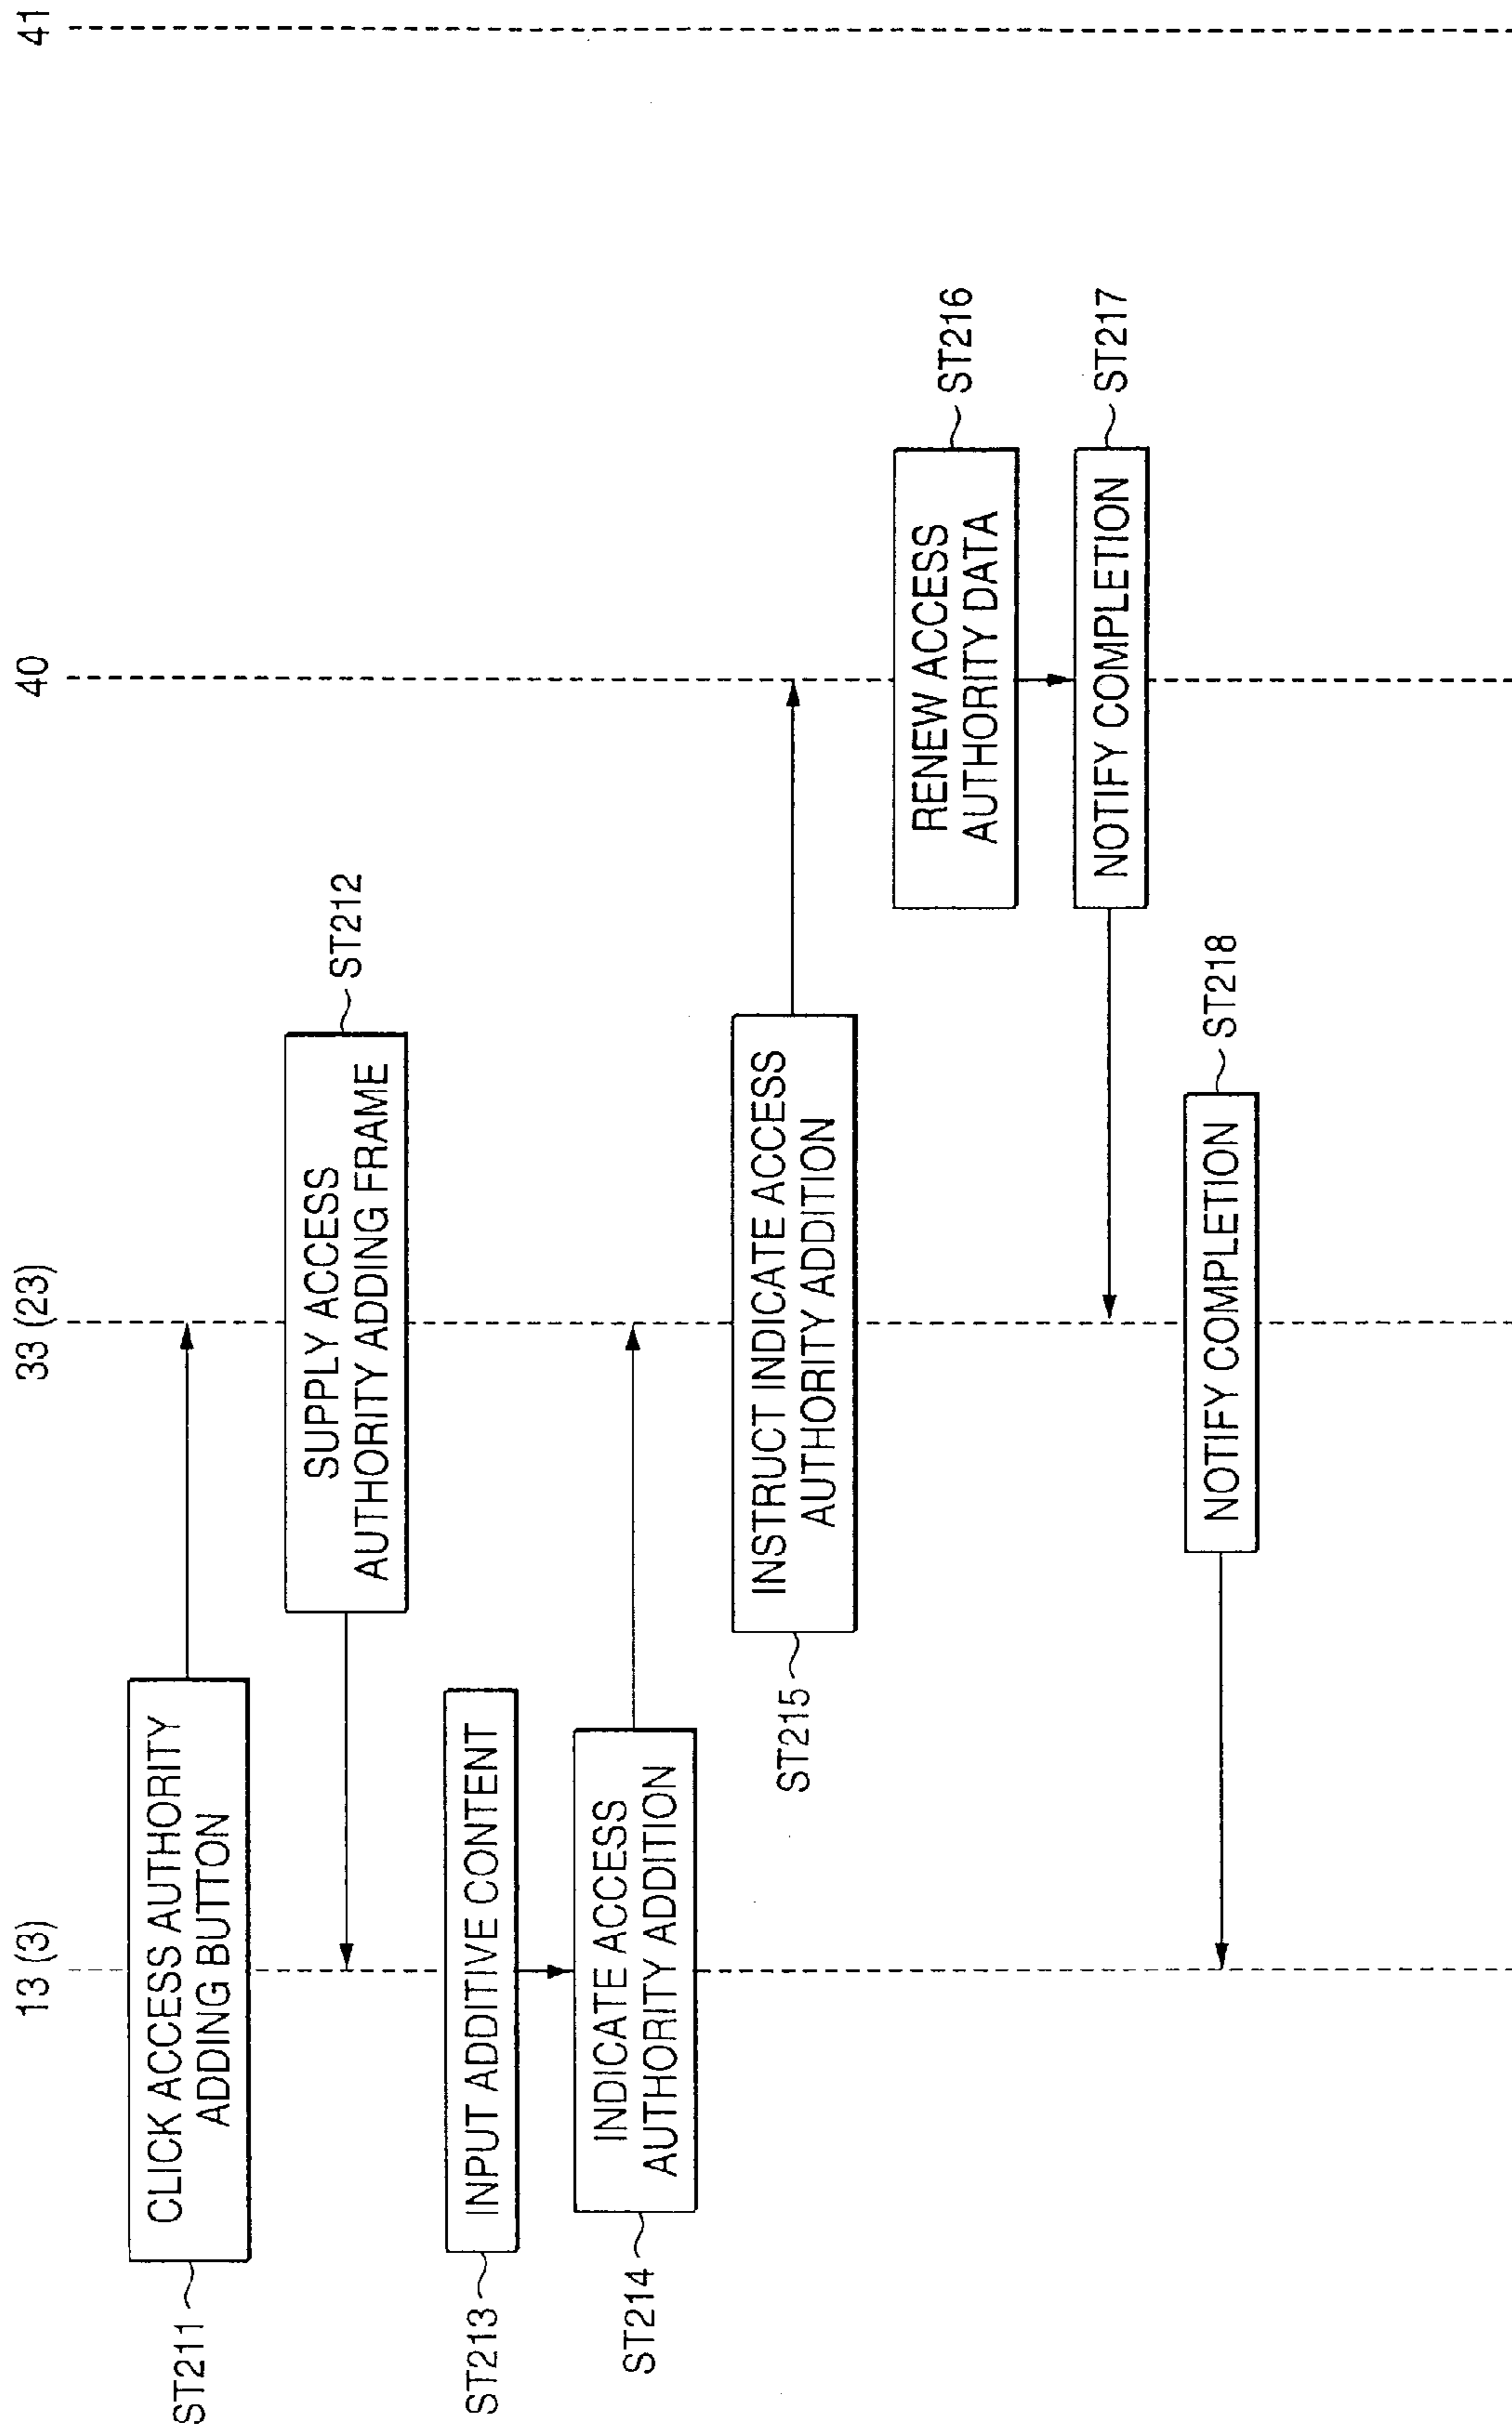 13 (3)
33 (23)
40
41
ST211
CLICK ACCESS AUTHORITY
ADDING BUTTON
SUPPLY ACCESS
AUTHORITY ADDING FRAME
ST212
ST213
INPUT ADDITIVE CONTENT
ST214
INDICATE ACCESS
AUTHORITY ADDITION
ST215
INSTRUCT INDICATE ACCESS
AUTHORITY ADDITION
RENEW ACCESS
AUTHORITY DATA
ST216
NOTIFY COMPLETION
ST217
NOTIFY COMPLETION
ST218